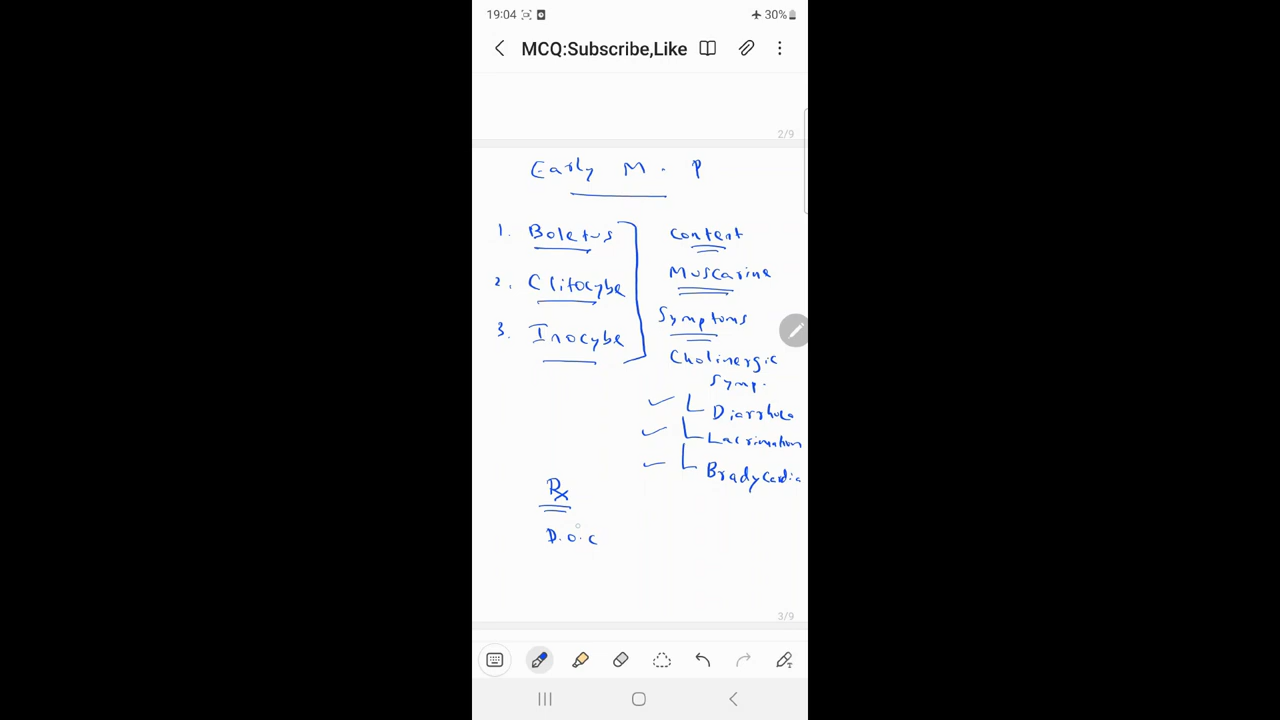 19:04 30%
MCQ:Subscribe,Like
2/9
Early M. P
1. Boletus
2. Clitocybe
3. Inocybe
Content
Muscarine
Symptoms
Cholinergic
Symp.
Diarrhoea
Lacrimation
Bradycardia
Rx
D.O.C
3/9